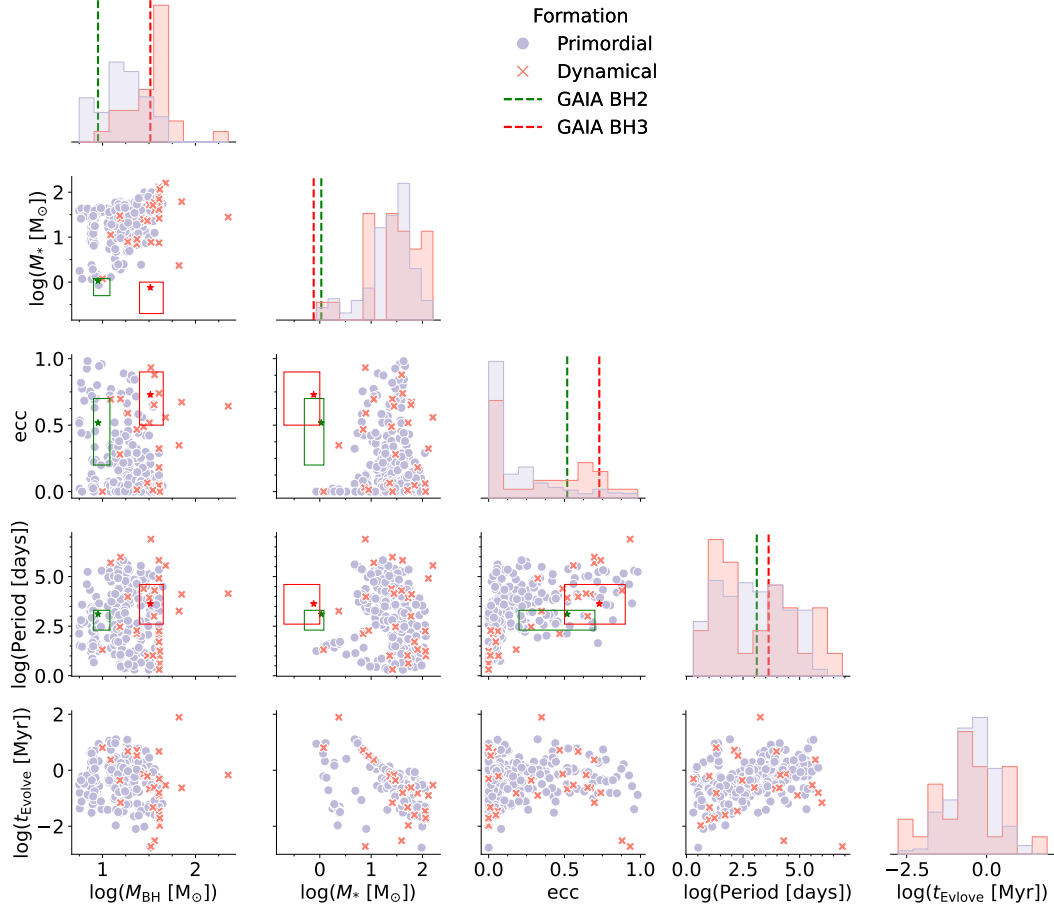 Formation
Primordial
Dynamical
GAIA BH2
GAIA BH3
log(M* [M⊙])
2
1
0
ecc
1.0
0.5
0.0
log(Period [days])
5.0
2.5
0.0
log(tEvolve [Myr])
2
0
−2
1 2
0 1 2
0.0 0.5 1.0
0.0 2.5 5.0
−2.5 0.0
log(MBH [M⊙])
log(M* [M⊙])
ecc
log(Period [days])
log(tEvlove [Myr])